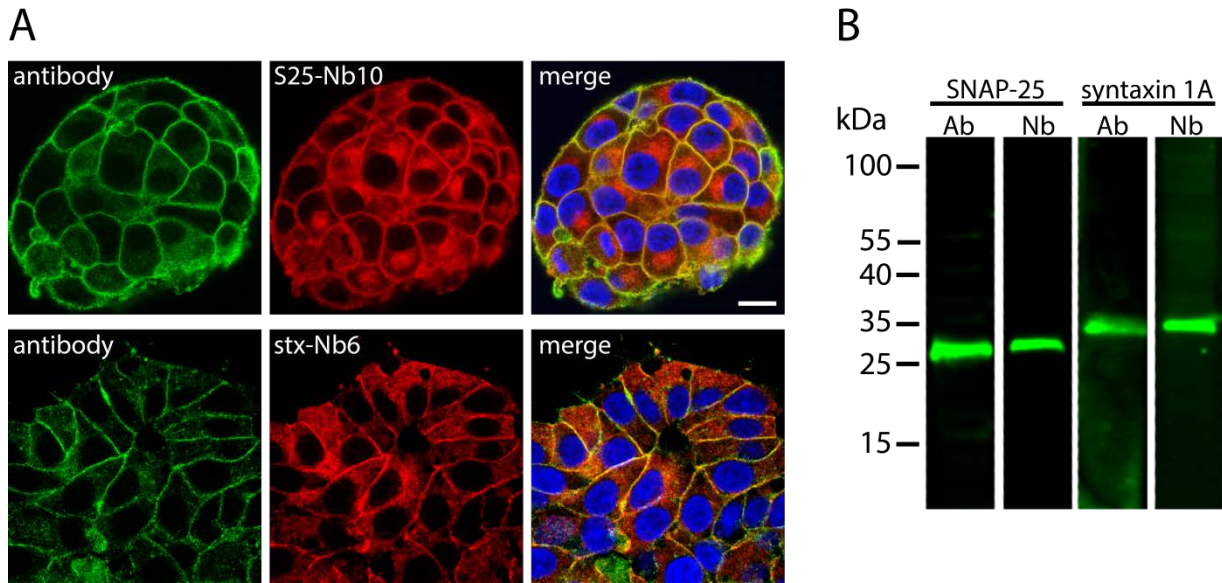 A
antibody
S25-Nb10
merge
antibody
stx-Nb6
merge
B
SNAP-25
syntaxin 1A
kDa
Ab
Nb
Ab
Nb
100
55
40
35
25
15